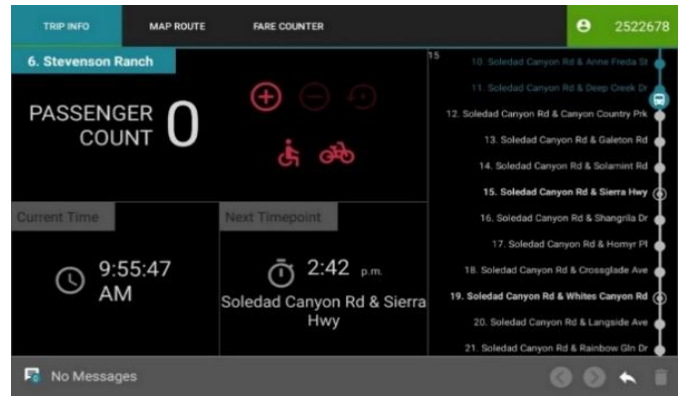 TRIP INFO
MAP ROUTE
FARE COUNTER
2522678
6. Stevenson Ranch
PASSENGER
COUNT
0
Current Time
9:55:47
AM
Next Timepoint
2:42 p.m.
Soledad Canyon Rd & Sierra
Hwy
15
10. Soledad Canyon Rd & Anne Freda St
11. Soledad Canyon Rd & Deep Creek Dr
12. Soledad Canyon Rd & Canyon Country Prk
13. Soledad Canyon Rd & Galeton Rd
14. Soledad Canyon Rd & Solamint Rd
15. Soledad Canyon Rd & Sierra Hwy
16. Soledad Canyon Rd & Shangrila Dr
17. Soledad Canyon Rd & Homyr Pl
18. Soledad Canyon Rd & Crossglade Ave
19. Soledad Canyon Rd & Whites Canyon Rd
20. Soledad Canyon Rd & Langside Ave
21. Soledad Canyon Rd & Rainbow Gln Dr
No Messages